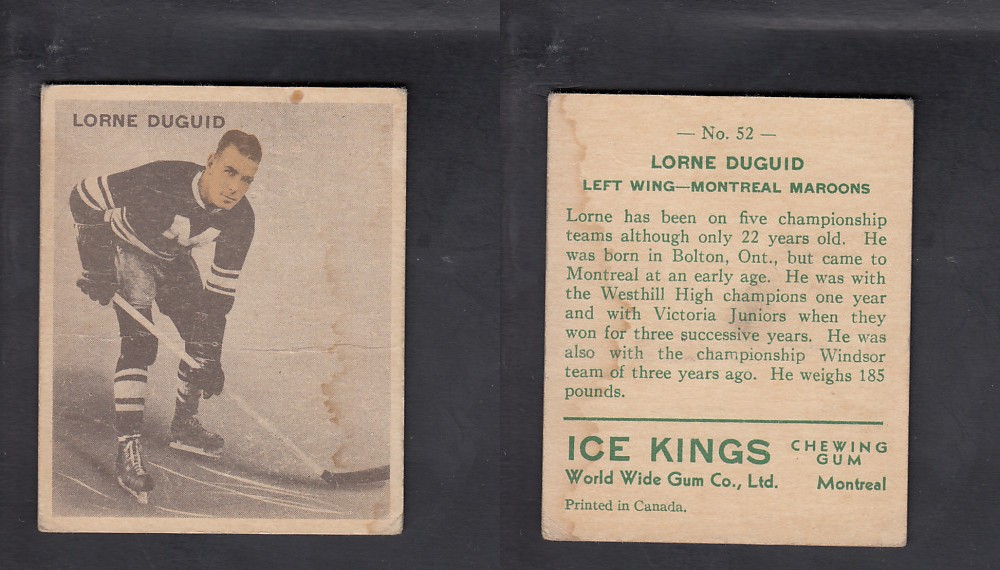 LORNE DUGUID
— No. 52 —
LORNE DUGUID
LEFT WING—MONTREAL MAROONS
Lorne has been on five championship
teams although only 22 years old. He
was born in Bolton, Ont., but came to
Montreal at an early age. He was with
the Westhill High champions one year
and with Victoria Juniors when they
won for three successive years. He was
also with the championship Windsor
team of three years ago. He weighs 185
pounds.
ICE KINGS CHEWING
GUM
World Wide Gum Co., Ltd. Montreal
Printed in Canada.